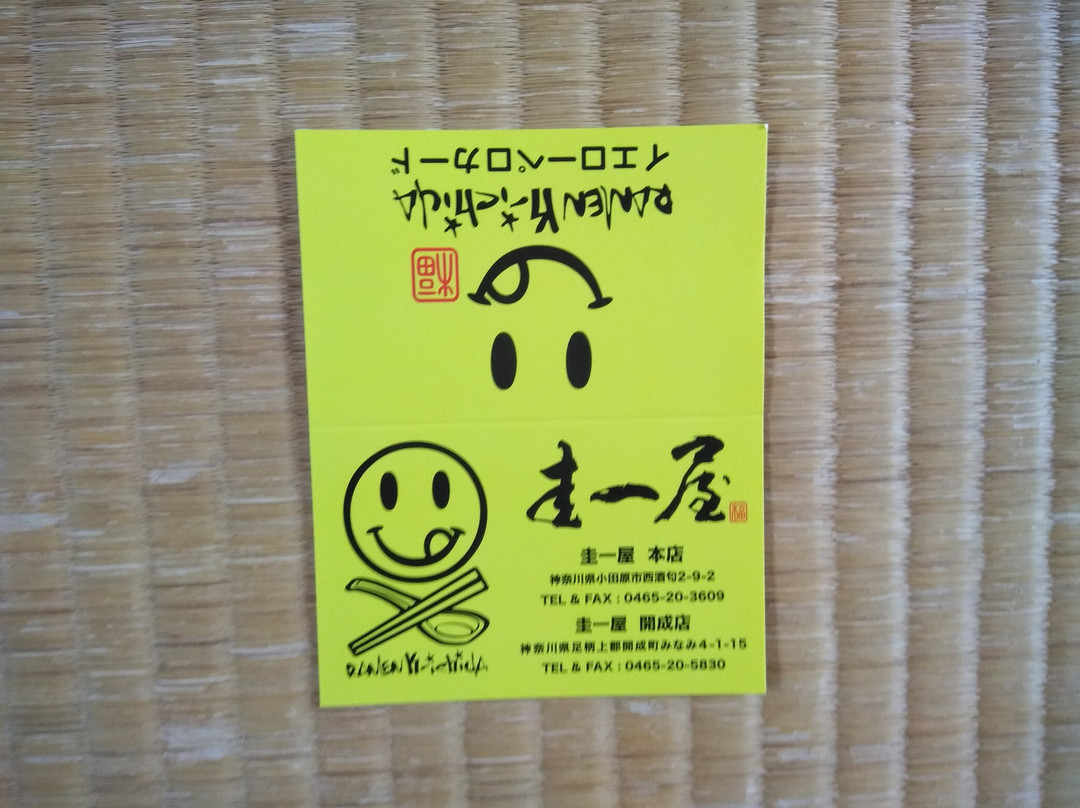 イエローペロカード
RAMEN K☆i☆chiya
福
圭一屋
福
圭一屋 本店
神奈川県小田原市西酒匂2-9-2
TEL & FAX : 0465-20-3609
圭一屋 開成店
神奈川県足柄上郡開成町みなみ4-1-15
TEL & FAX : 0465-20-5830
RAMEN K☆i☆chiya